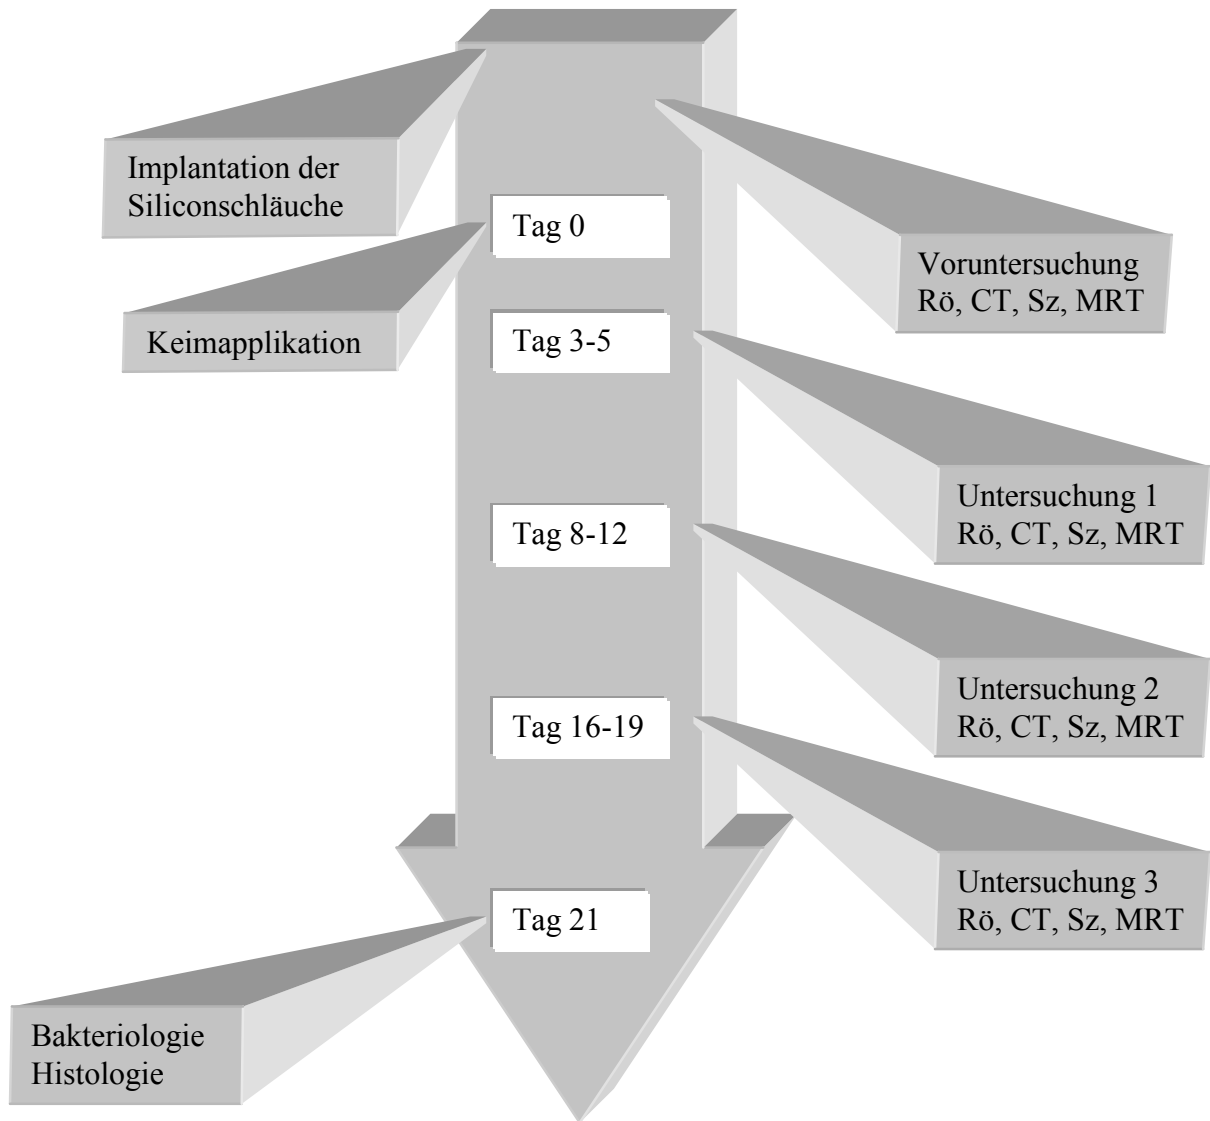 Implantation der
Siliconschläuche
Voruntersuchung
Rö, CT, Sz, MRT
Tag 0
Keimapplikation
Tag 3-5
Untersuchung 1
Rö, CT, Sz, MRT
Tag 8-12
Untersuchung 2
Rö, CT, Sz, MRT
Tag 16-19
Untersuchung 3
Rö, CT, Sz, MRT
Tag 21
Bakteriologie
Histologie